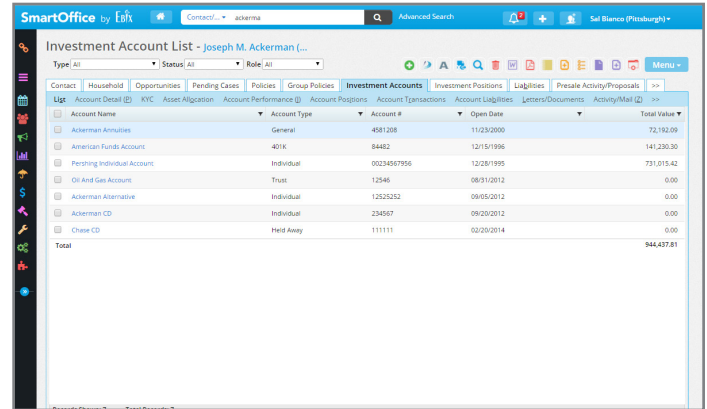 SmartOffice by EBIX Contact/... ackerma Advanced Search 2 Sal Bianco (Pittsburgh)
Investment Account List - Joseph M. Ackerman (...
Type All Status All Role All Menu
Contact Household Opportunities Pending Cases Policies Group Policies Investment Accounts Investment Positions Liabilities Presale Activity/Proposals >>
List Account Detail (P) KYC Asset Allocation Account Performance (I) Account Positions Account Transactions Account Liabilities Letters/Documents Activity/Mail (Z) >>
Account Name Account Type Account # Open Date Total Value
Ackerman Annuities General 4581208 11/23/2000 72,192.09
American Funds Account 401K 84482 12/15/1996 141,230.30
Pershing Individual Account Individual 00234567956 12/28/1995 731,015.42
Oil And Gas Account Trust 12546 08/31/2012 0.00
Ackerman Alternative Individual 12525252 09/05/2012 0.00
Ackerman CD Individual 234567 09/20/2012 0.00
Chase CD Held Away 111111 02/20/2014 0.00
Total 944,437.81
Records Shown: 7 Total Records: 7